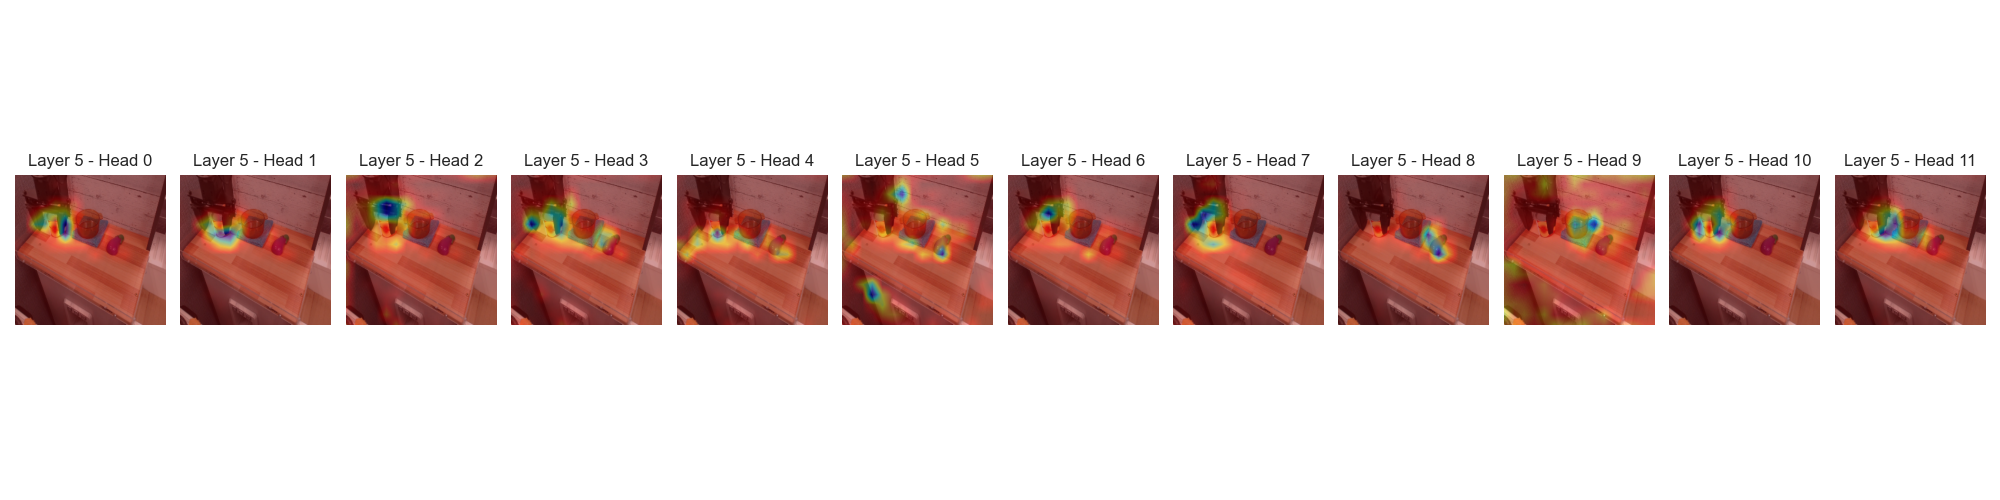 Layer 5 - Head 0
Layer 5 - Head 1
Layer 5 - Head 2
Layer 5 - Head 3
Layer 5 - Head 4
Layer 5 - Head 5
Layer 5 - Head 6
Layer 5 - Head 7
Layer 5 - Head 8
Layer 5 - Head 9
Layer 5 - Head 10
Layer 5 - Head 11